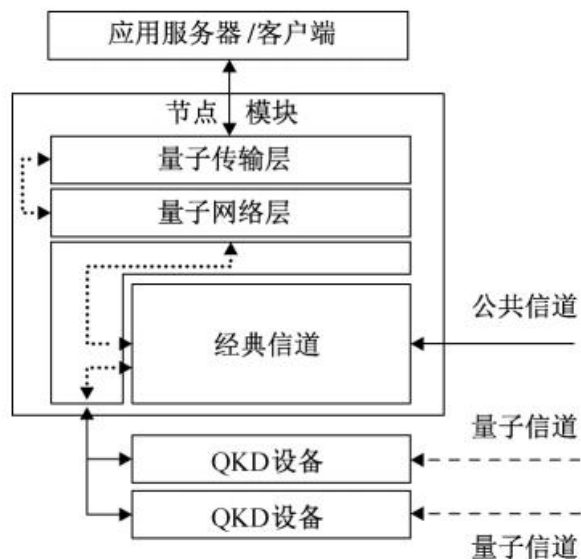 应用服务器/客户端
节点 模块
量子传输层
量子网络层
公共信道
经典信道
量子信道
QKD设备
QKD设备
量子信道